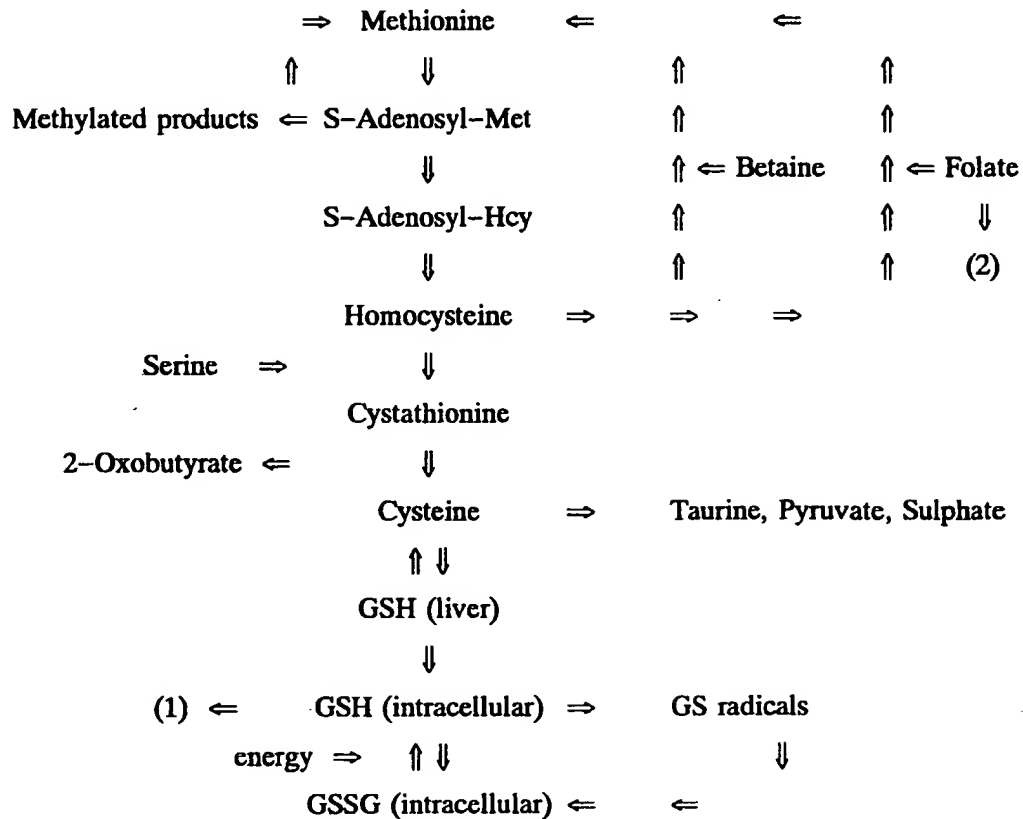 ⇒ Methionine ⇐ ⇐
⇑ ⇓ ⇑ ⇑
Methylated products ⇐ S-Adenosyl-Met ⇑ ⇑
⇓ ⇑ ⇐ Betaine ⇑ ⇐ Folate
S-Adenosyl-Hcy ⇑ ⇑ ⇓
⇓ ⇑ ⇑ (2)
Homocysteine ⇒ ⇒ ⇒
Serine ⇒ ⇓
Cystathionine
2-Oxobutyrate ⇐ ⇓
Cysteine ⇒ Taurine, Pyruvate, Sulphate
⇑ ⇓
GSH (liver)
⇓
(1) ⇐ GSH (intracellular) ⇒ GS radicals
energy ⇒ ⇑ ⇓ ⇓
GSSG (intracellular) ⇐ ⇐